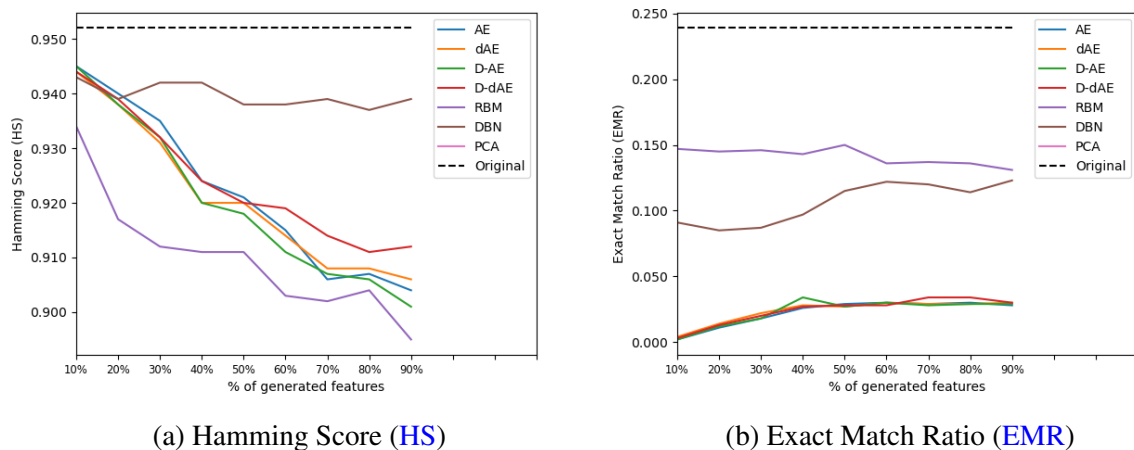 0.950
0.940
0.930
0.920
0.910
0.900
Hamming Score (HS)
10% 20% 30% 40% 50% 60% 70% 80% 90%
% of generated features
AE
dAE
D-AE
D-dAE
RBM
DBN
PCA
Original
(a) Hamming Score (HS)
0.250
0.200
0.150
0.100
0.050
0.000
Exact Match Ratio (EMR)
10% 20% 30% 40% 50% 60% 70% 80% 90%
% of generated features
AE
dAE
D-AE
D-dAE
RBM
DBN
PCA
Original
(b) Exact Match Ratio (EMR)